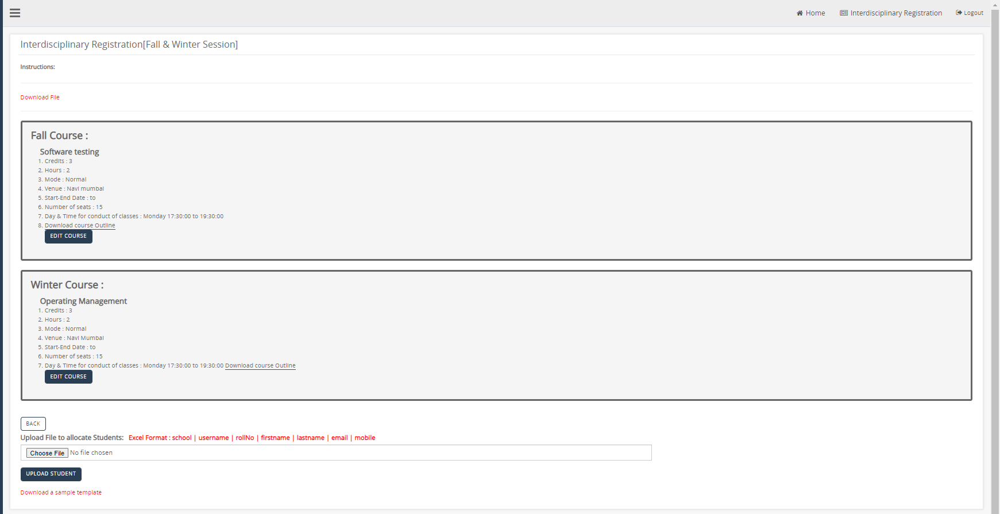 Home Interdisciplinary Registration Logout
Interdisciplinary Registration[Fall & Winter Session]
Instructions:
Download File
Fall Course :
Software testing
1. Credits : 3
2. Hours : 2
3. Mode : Normal
4. Venue : Navi mumbai
5. Start-End Date : to
6. Number of seats : 15
7. Day & Time for conduct of classes : Monday 17:30:00 to 19:30:00
8. Download course Outline
EDIT COURSE
Winter Course :
Operating Management
1. Credits : 3
2. Hours : 2
3. Mode : Normal
4. Venue : Navi Mumbai
5. Start-End Date : to
6. Number of seats : 15
7. Day & Time for conduct of classes : Monday 17:30:00 to 19:30:00 Download course Outline
EDIT COURSE
BACK
Upload File to allocate Students: Excel Format : school | username | rollNo | firstname | lastname | email | mobile
Choose File No file chosen
UPLOAD STUDENT
Download a sample template